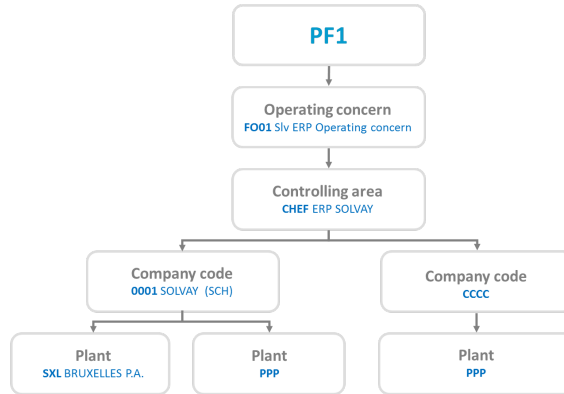 PF1
Operating concern
FO01 Slv ERP Operating concern
Controlling area
CHEF ERP SOLVAY
Company code
0001 SOLVAY (SCH)
Company code
CCCC
Plant
SXL BRUXELLES P.A.
Plant
PPP
Plant
PPP